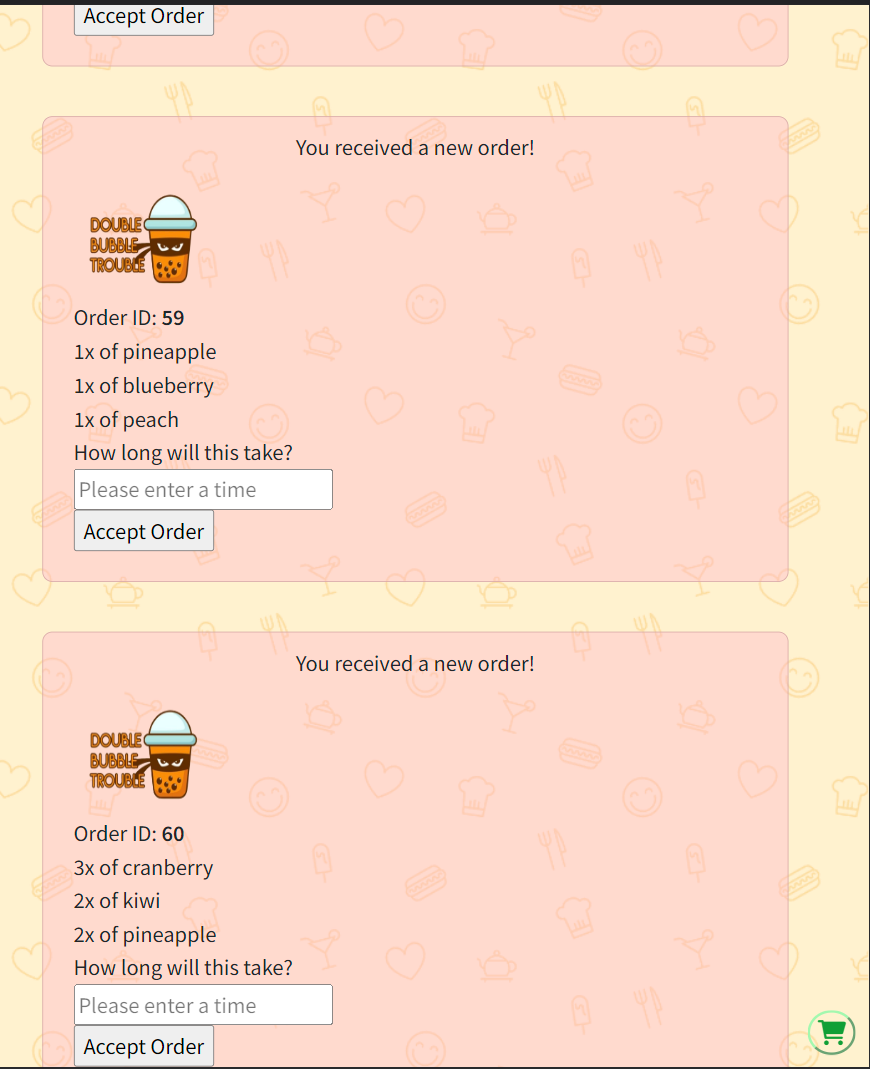 Accept Order
You received a new order!
DOUBLE
BUBBLE
TROUBLE
Order ID: 59
1x of pineapple
1x of blueberry
1x of peach
How long will this take?
Please enter a time
Accept Order
You received a new order!
DOUBLE
BUBBLE
TROUBLE
Order ID: 60
3x of cranberry
2x of kiwi
2x of pineapple
How long will this take?
Please enter a time
Accept Order